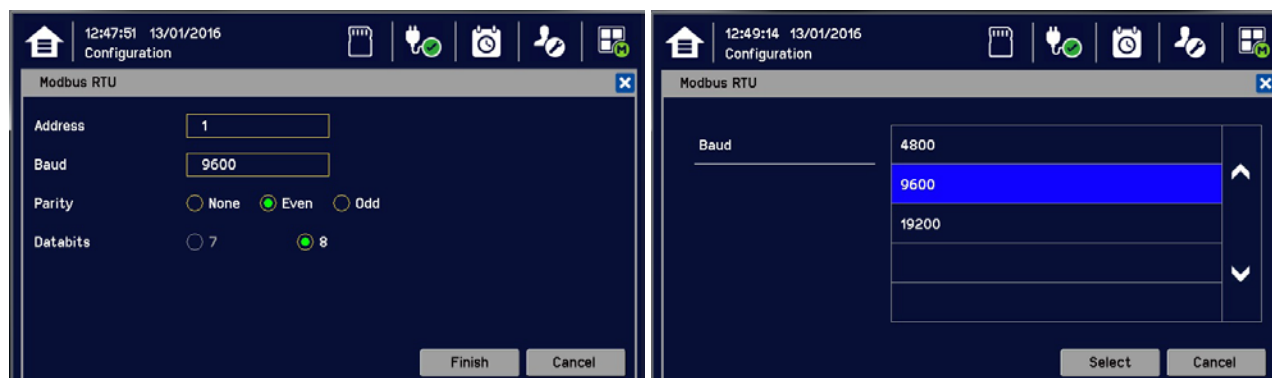 12:47:51 13/01/2016
Configuration
Modbus RTU
Address 1
Baud 9600
Parity None Even Odd
Databits 7 8
Finish Cancel
12:49:14 13/01/2016
Configuration
Modbus RTU
Baud 4800
9600
19200
Select Cancel